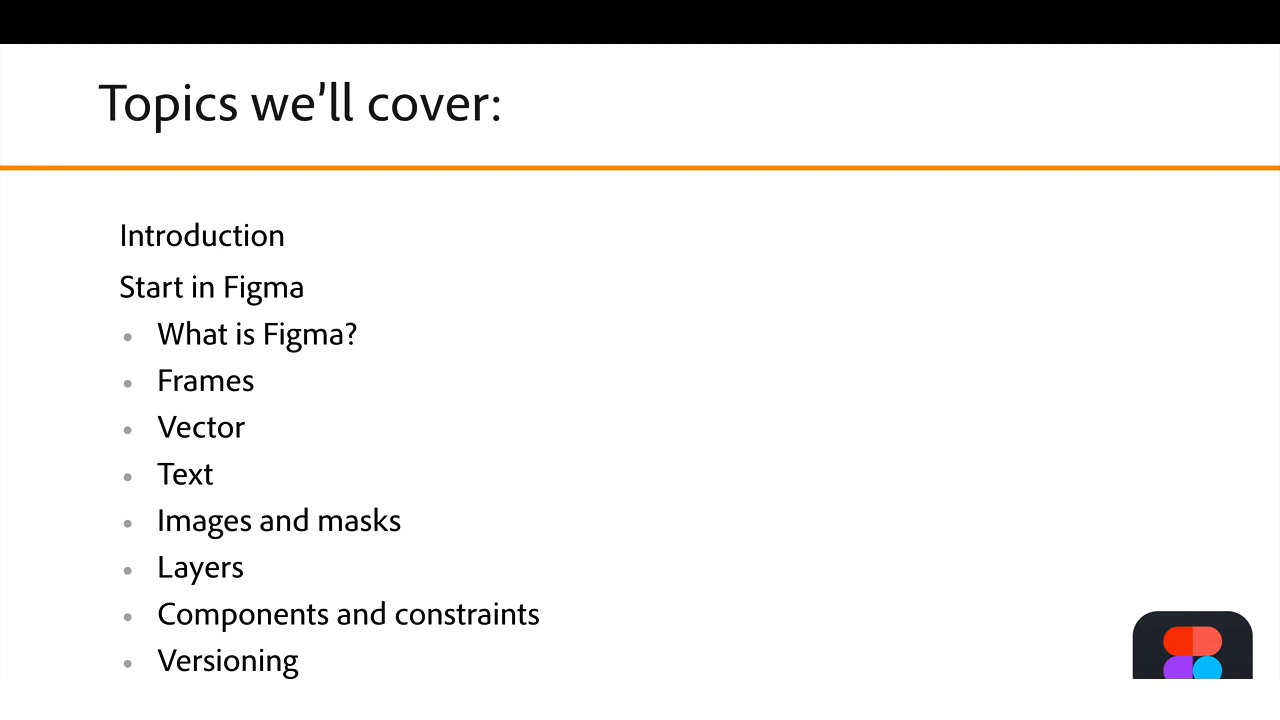 Topics we'll cover:
Introduction
Start in Figma
• What is Figma?
• Frames
• Vector
• Text
• Images and masks
• Layers
• Components and constraints
• Versioning